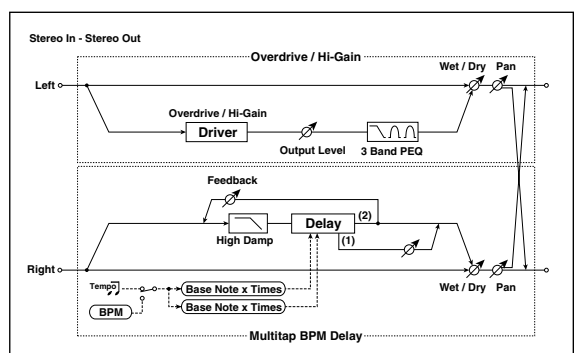 Stereo In - Stereo Out
Overdrive / Hi-Gain
Wet / Dry Pan
Left
Overdrive / Hi-Gain
Driver
Output Level
3 Band PEQ
Feedback
High Damp
Delay
(2)
(1)
Right
Wet / Dry Pan
Tempo
BPM
Base Note x Times
Base Note x Times
Multitap BPM Delay